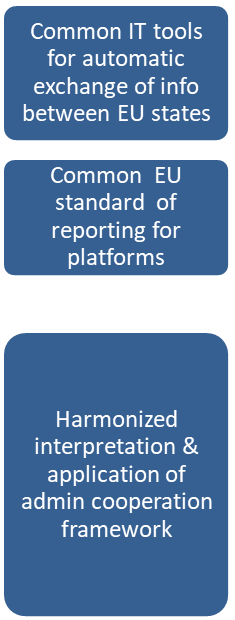 Common IT tools
for automatic
exchange of info
between EU states
Common EU
standard of
reporting for
platforms
Harmonized
interpretation &
application of
admin cooperation
framework